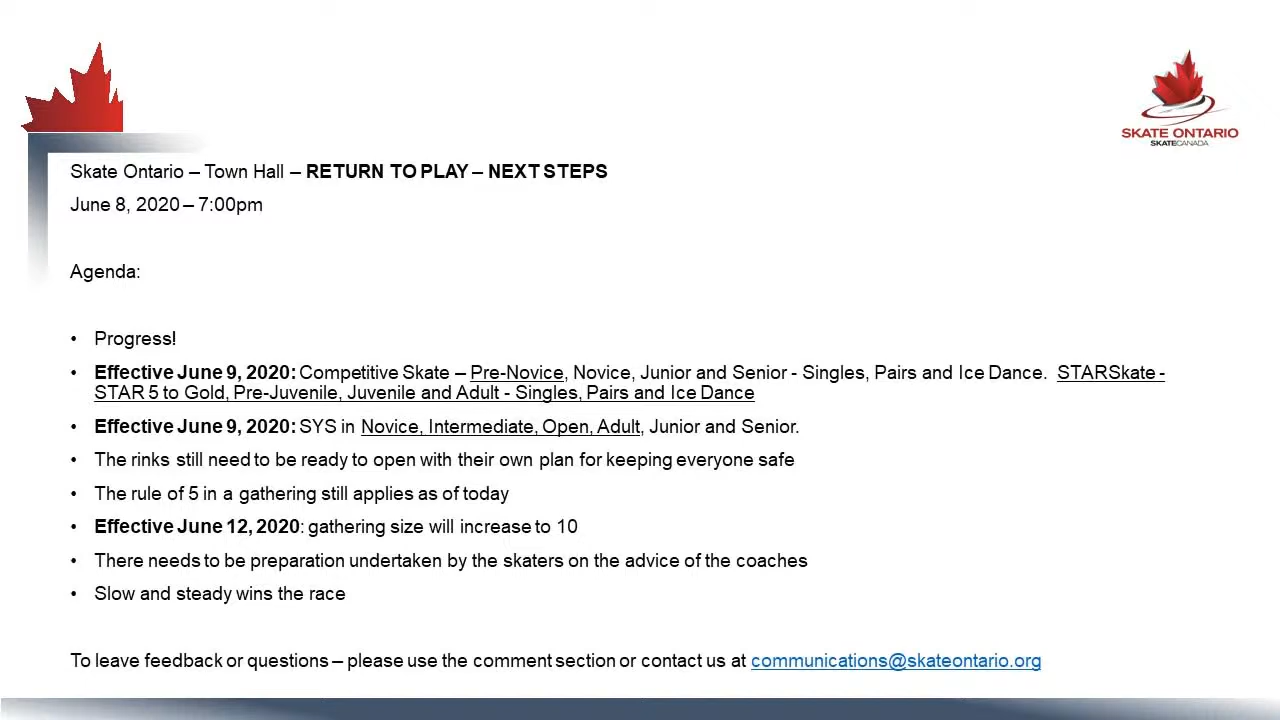 SKATE ONTARIO
SKATECANADA
Skate Ontario – Town Hall – RETURN TO PLAY – NEXT STEPS
June 8, 2020 – 7:00pm
Agenda:
• Progress!
• Effective June 9, 2020: Competitive Skate – Pre-Novice, Novice, Junior and Senior - Singles, Pairs and Ice Dance. STARSkate -
STAR 5 to Gold, Pre-Juvenile, Juvenile and Adult - Singles, Pairs and Ice Dance
• Effective June 9, 2020: SYS in Novice, Intermediate, Open, Adult, Junior and Senior.
• The rinks still need to be ready to open with their own plan for keeping everyone safe
• The rule of 5 in a gathering still applies as of today
• Effective June 12, 2020: gathering size will increase to 10
• There needs to be preparation undertaken by the skaters on the advice of the coaches
• Slow and steady wins the race
To leave feedback or questions – please use the comment section or contact us at communications@skateontario.org